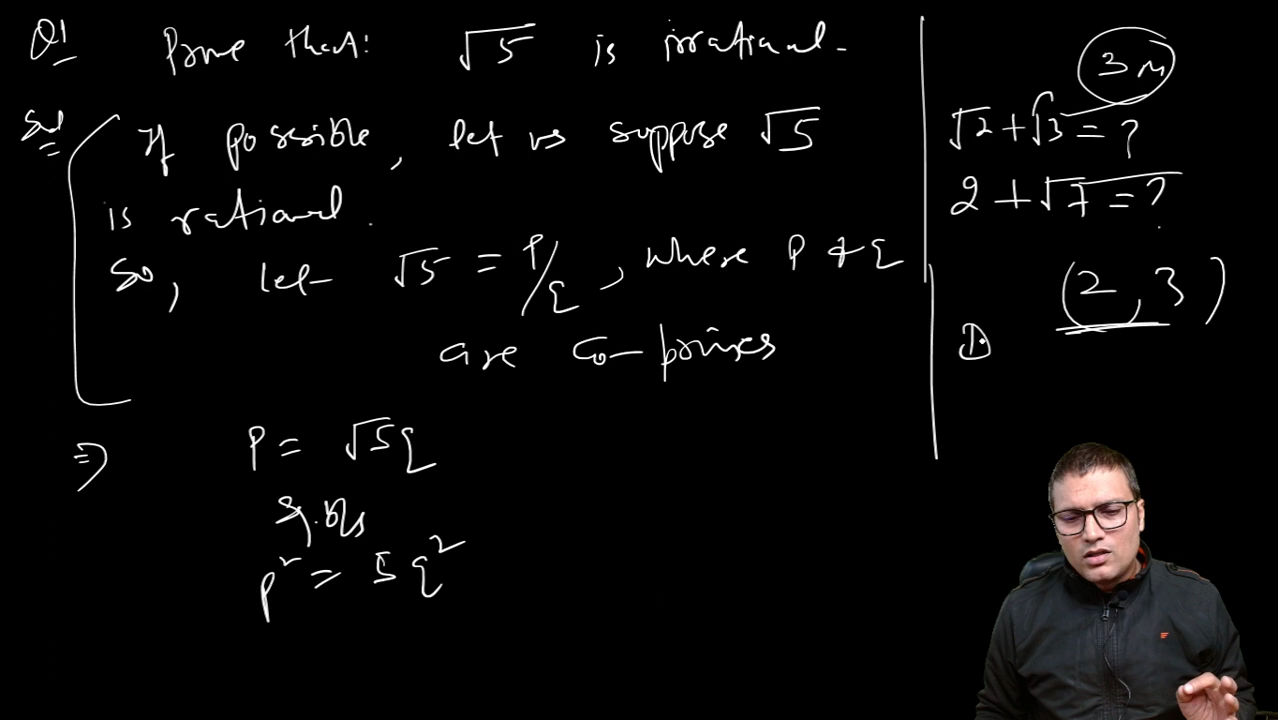 Q1 Prove that: √5 is irrational.
Sol If possible, let us suppose √5
is rational.
So, let √5 = P/q, where P & q
are co-primes
⇒ P = √5q
S.b/s
p² = 5q²
3M
√2 + √3 = ?
2 + √7 = ?
(2, 3)